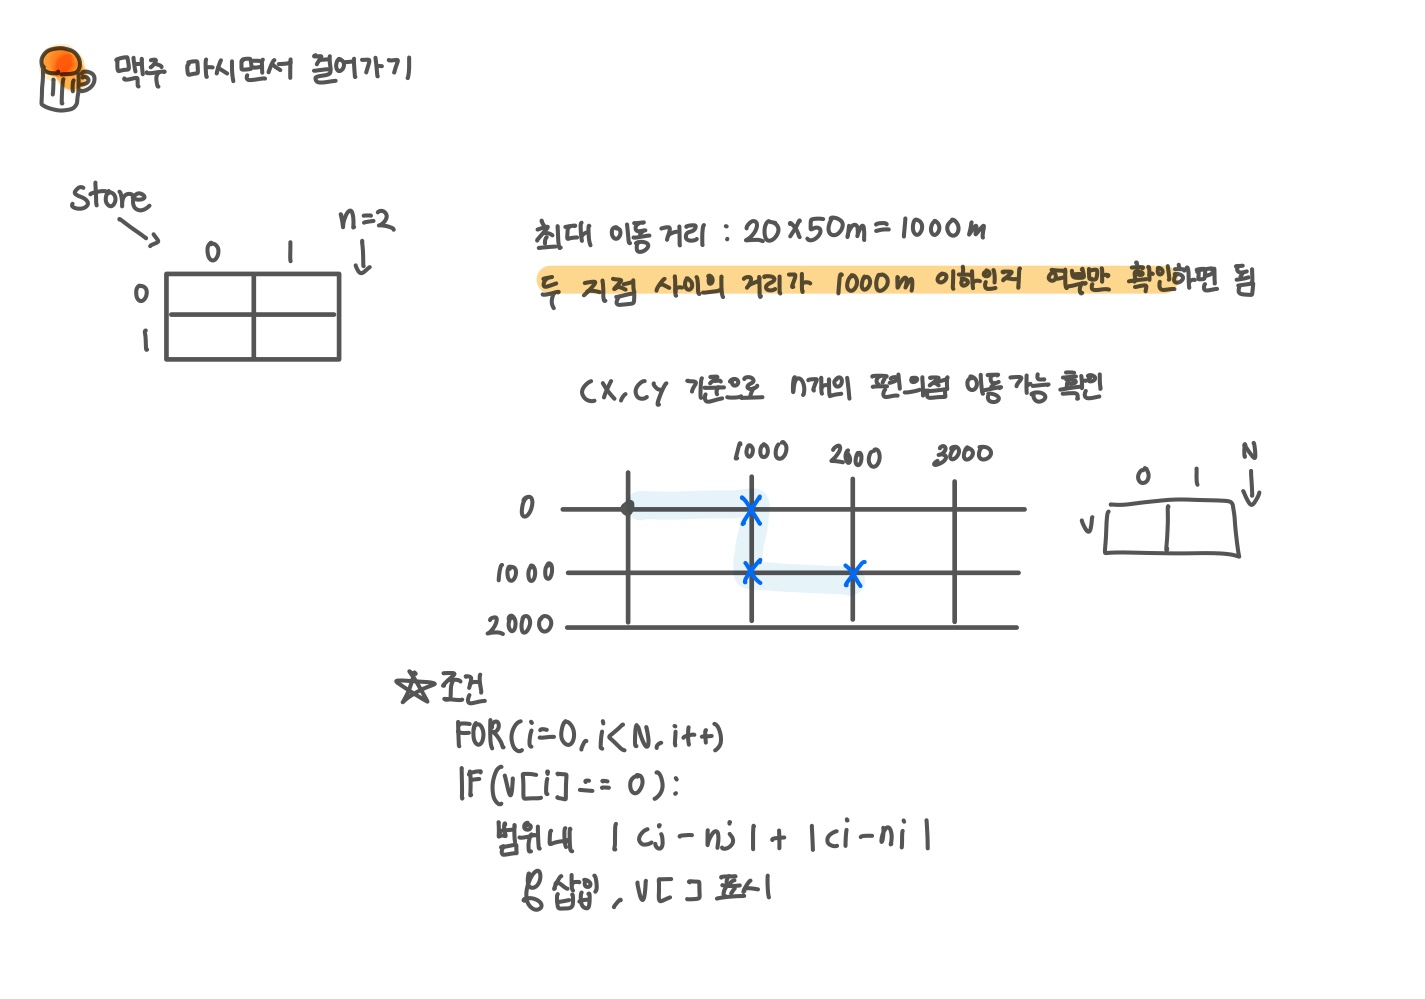 맥주 마시면서 걸어가기
store
n=2
0 1
0
1
최대 이동거리 : 20x50m=1000m
두 지점 사이의 거리가 1000m 이하인지 여부만 확인하면 됨
cx, cy 기준으로 n개의 편의점 이동가능 확인
1000 2000 3000
0
1000
2000
N
0 1
V
☆조건
FOR(i=0, i<N, i++)
IF(V[i] == 0):
범위내 |cj-nj|+|ci-ni|
Q삽입, V[ ] 표시